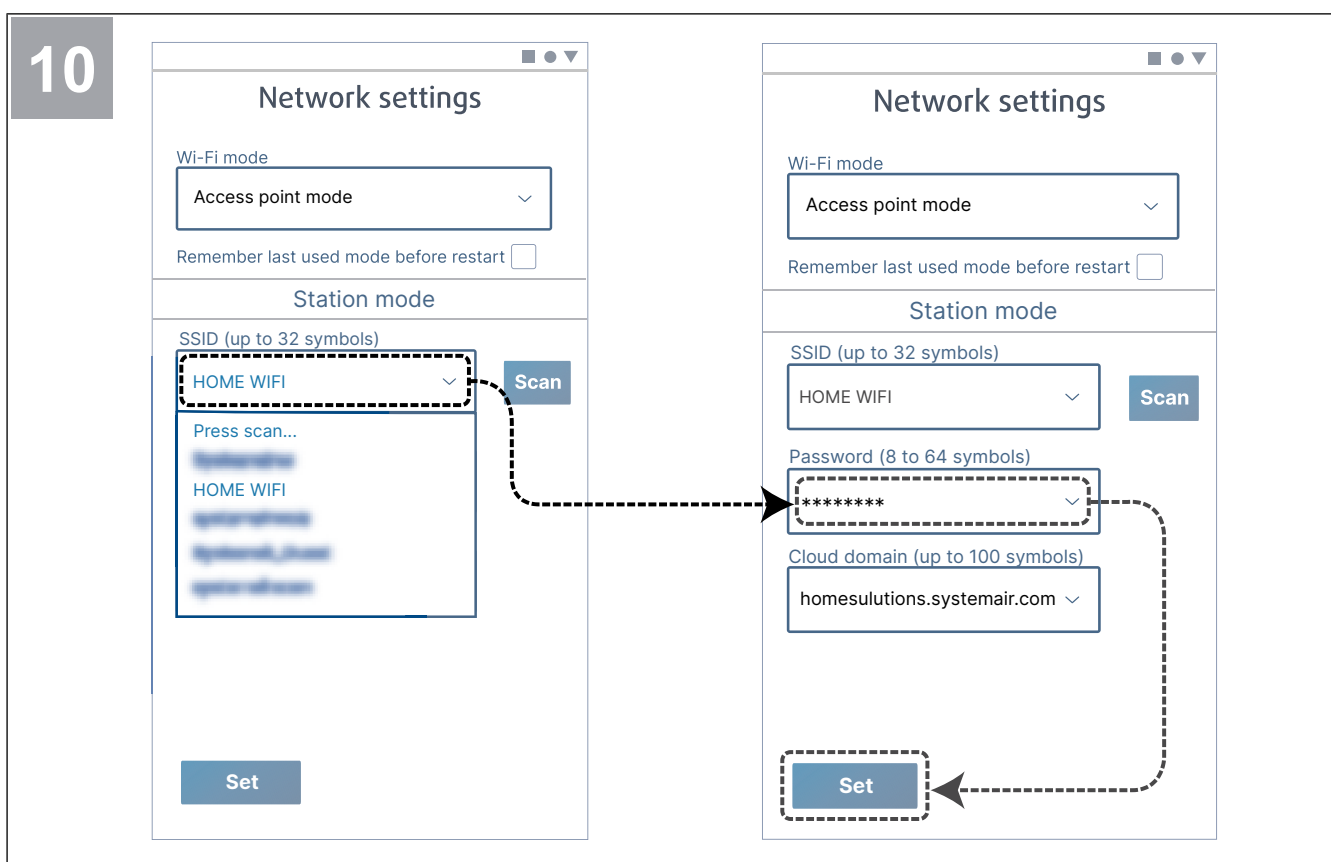 10
Network settings
Wi-Fi mode
Access point mode
Remember last used mode before restart
Station mode
SSID (up to 32 symbols)
HOME WIFI
Scan
Press scan...
HOME WIFI
Set
Network settings
Wi-Fi mode
Access point mode
Remember last used mode before restart
Station mode
SSID (up to 32 symbols)
HOME WIFI
Scan
Password (8 to 64 symbols)
********
Cloud domain (up to 100 symbols)
homesulutions.systemair.com
Set